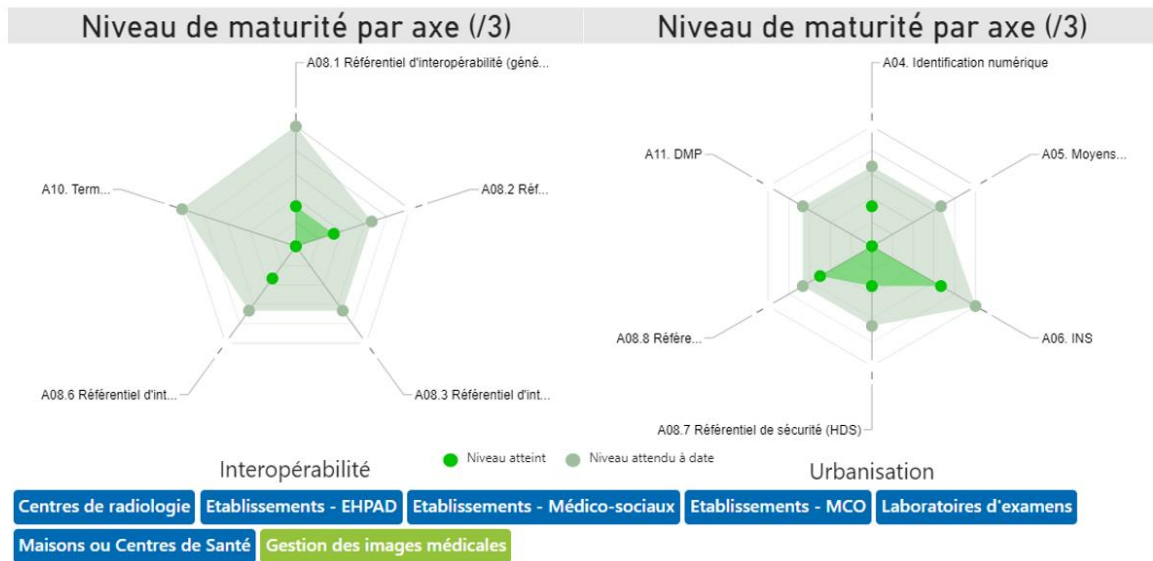 Niveau de maturité par axe (/3)
Niveau de maturité par axe (/3)
A08.1 Référentiel d'interopérabilité (géné...
A10. Term...
A08.2 Réf...
A08.6 Référentiel d'int...
A08.3 Référentiel d'int...
A04. Identification numérique
A11. DMP
A05. Moyens...
A08.8 Référe...
A06. INS
A08.7 Référentiel de sécurité (HDS)
Interopérabilité
Niveau atteint
Niveau attendu à date
Urbanisation
Centres de radiologie
Etablissements - EHPAD
Etablissements - Médico-sociaux
Etablissements - MCO
Laboratoires d'examens
Maisons ou Centres de Santé
Gestion des images médicales